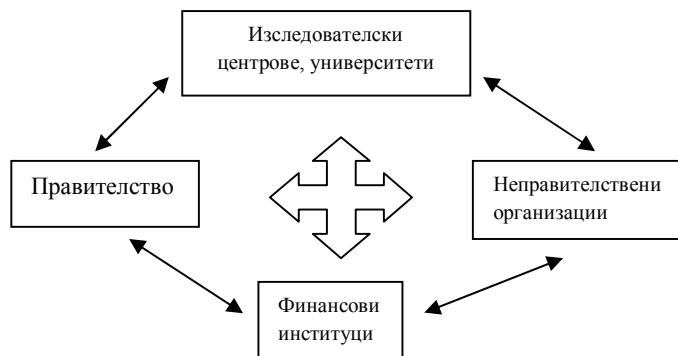 Изследователски
центрове, университети
Правителство
Неправителствени
организации
Финансови
институци